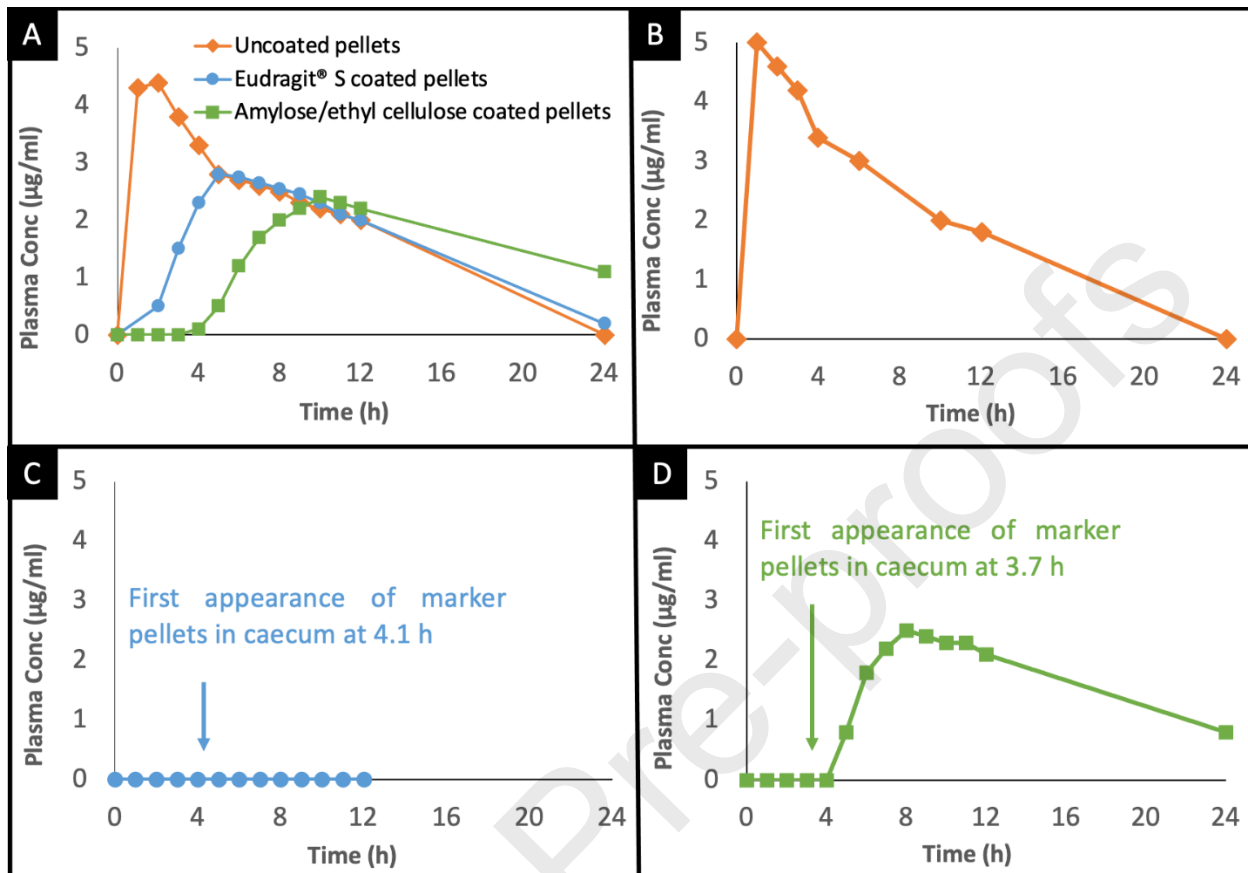 A
Uncoated pellets
Eudragit® S coated pellets
Amylose/ethyl cellulose coated pellets
Plasma Conc (µg/ml)
5
4
3
2
1
0
0 4 8 12 16 20 24
Time (h)
B
Plasma Conc (µg/ml)
5
4
3
2
1
0
0 4 8 12 16 20 24
Time (h)
C
Plasma Conc (µg/ml)
5
4
3
2
1
0
First appearance of marker
pellets in caecum at 4.1 h
0 4 8 12 16 20 24
Time (h)
D
Plasma Conc (µg/ml)
5
4
3
2
1
0
First appearance of marker
pellets in caecum at 3.7 h
0 4 8 12 16 20 24
Time (h)
Pre-proofs